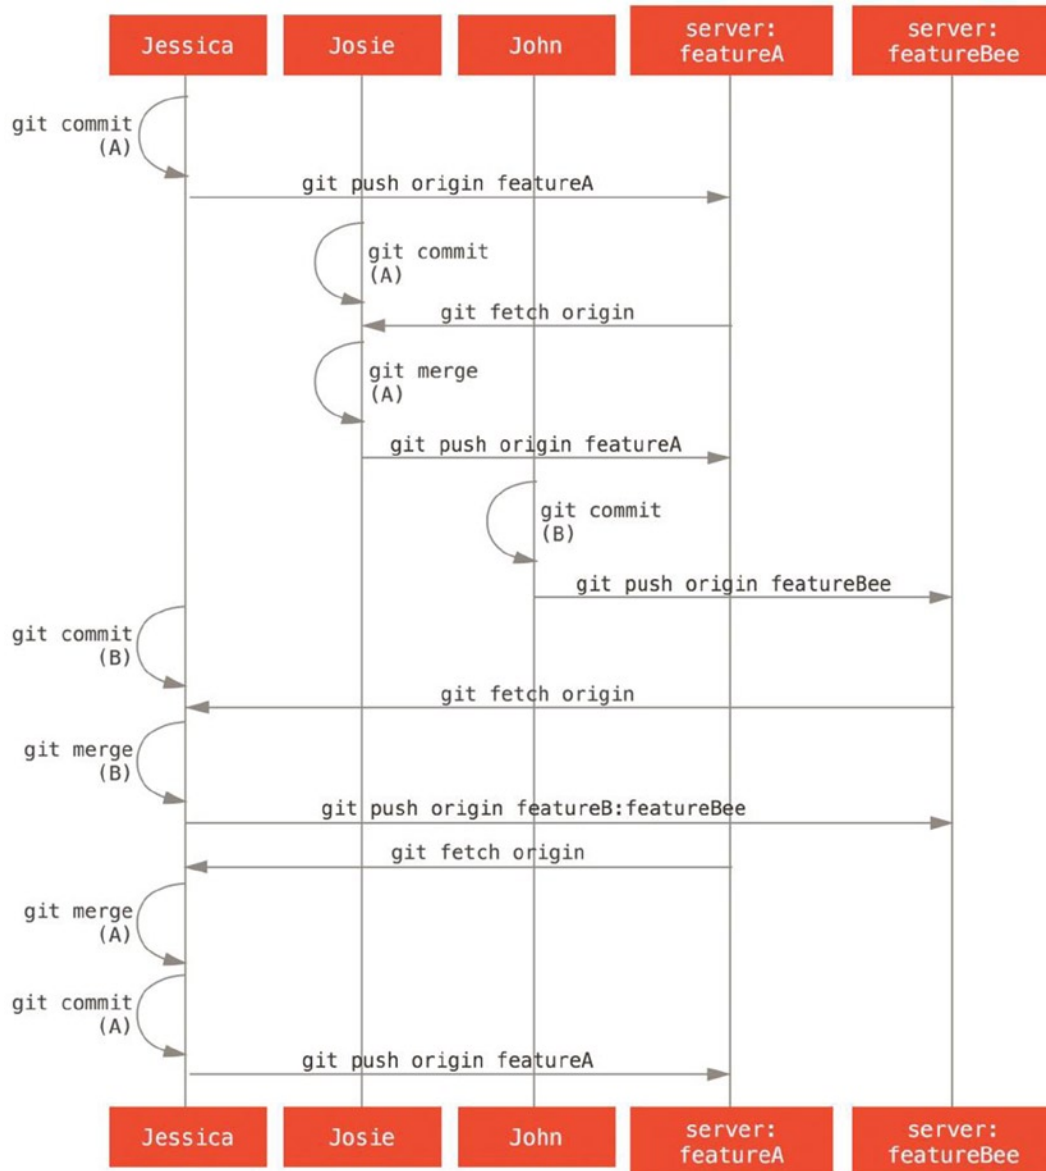 Jessica
Josie
John
server:
featureA
server:
featureBee
git commit
(A)
git push origin featureA
git commit
(A)
git fetch origin
git merge
(A)
git push origin featureA
git commit
(B)
git push origin featureBee
git commit
(B)
git fetch origin
git merge
(B)
git push origin featureB:featureBee
git fetch origin
git merge
(A)
git commit
(A)
git push origin featureA
Jessica
Josie
John
server:
featureA
server:
featureBee